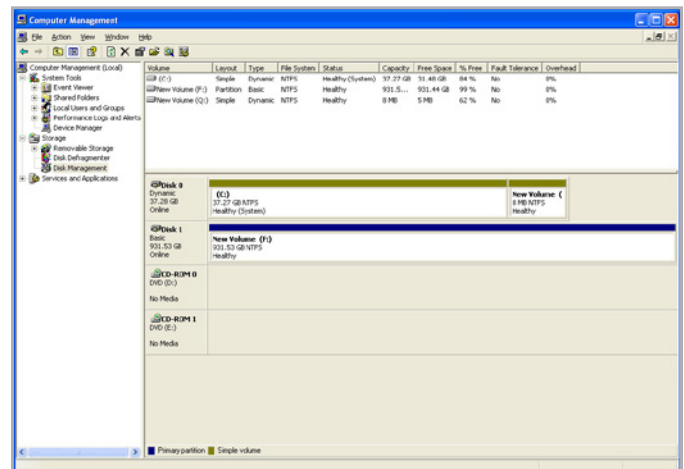 Computer Management
File Action View Window Help
Computer Management (Local)
System Tools
Event Viewer
Shared Folders
Local Users and Groups
Performance Logs and Alerts
Device Manager
Storage
Removable Storage
Disk Defragmenter
Disk Management
Services and Applications
Volume Layout Type File System Status Capacity Free Space % Free Fault Tolerance Overhead
(C:) Simple Dynamic NTFS Healthy (System) 37.27 GB 31.48 GB 84 % No 0%
New Volume (F:) Partition Basic NTFS Healthy 931.5... 931.44 GB 99 % No 0%
New Volume (Q:) Simple Dynamic NTFS Healthy 8 MB 5 MB 62 % No 0%
Disk 0
Dynamic
37.28 GB
Online
(C:)
37.27 GB NTFS
Healthy (System)
New Volume (
8 MB NTFS
Healthy
Disk 1
Basic
931.53 GB
Online
New Volume (F:)
931.53 GB NTFS
Healthy
CD-ROM 0
DVD (D:)
No Media
CD-ROM 1
DVD (E:)
No Media
Primary partition Simple volume